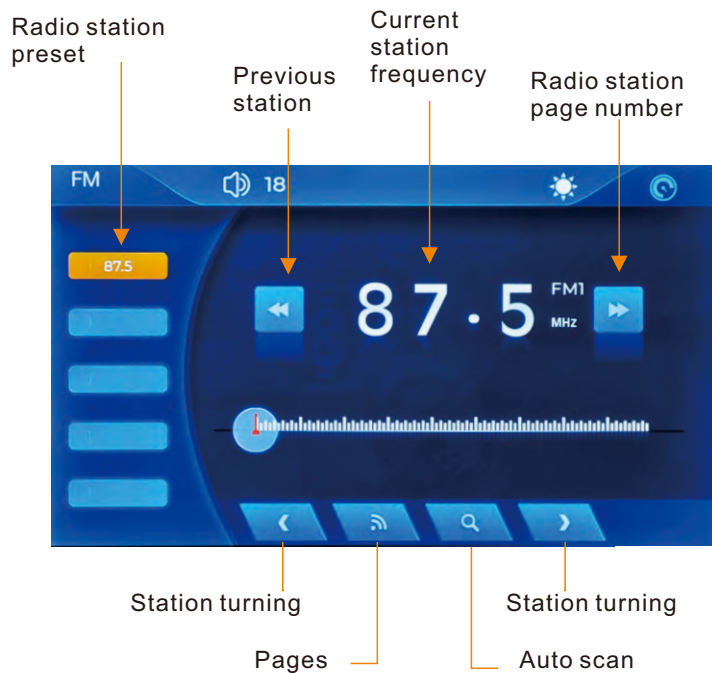 Radio station
preset
Previous
station
Current
station
frequency
Radio station
page number
FM
18
87.5
87.5
FM1
MHz
Station turning
Pages
Auto scan
Station turning